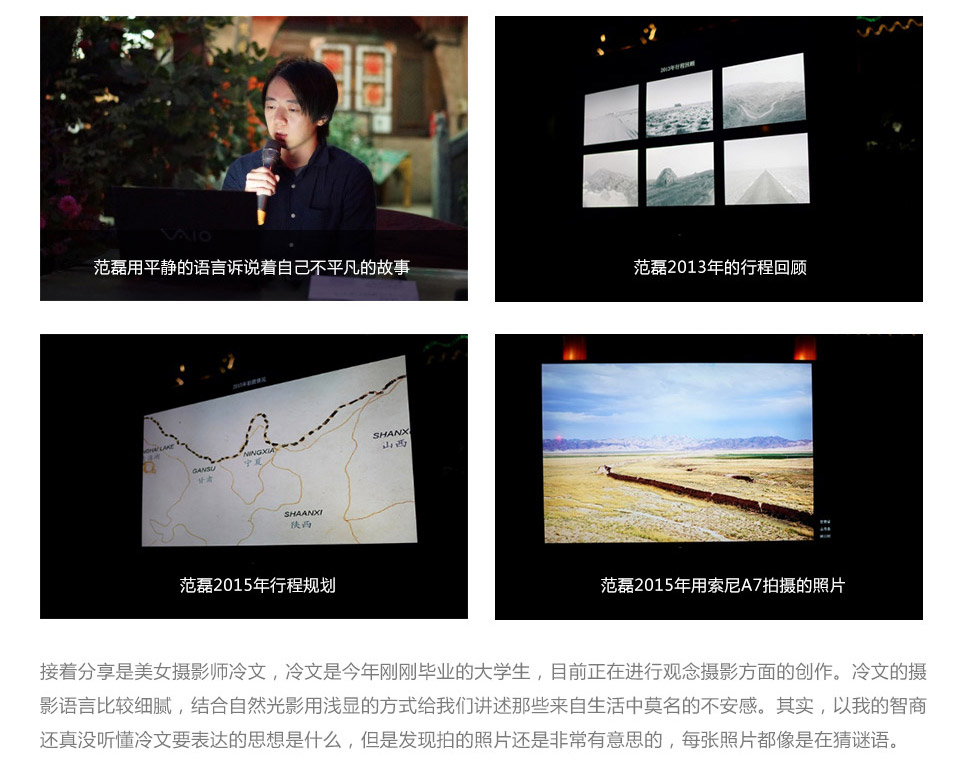 VAIO
范磊用平静的语言诉说着自己不平凡的故事
2013年行程回顾
范磊2013年的行程回顾
SHANXI
山西
NINGXIA
宁夏
GANSU
甘肃
SHAANXI
陕西
范磊2015年行程规划
范磊2015年用索尼A7拍摄的照片
接着分享是美女摄影师冷文，冷文是今年刚刚毕业的大学生，目前正在进行观念摄影方面的创作。冷文的摄
影语言比较细腻，结合自然光影用浅显的方式给我们讲述那些来自生活中莫名的不安感。其实，以我的智商
还真没听懂冷文要表达的思想是什么，但是发现拍的照片还是非常有意思的，每张照片都像是在猜谜语。